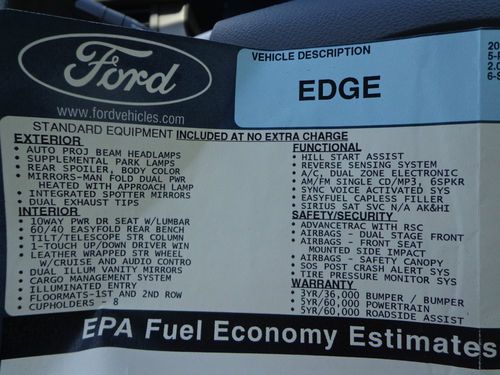 Ford
www.fordvehicles.com
VEHICLE DESCRIPTION
EDGE
20
5-
2.0
6-S
STANDARD EQUIPMENT INCLUDED AT NO EXTRA CHARGE
EXTERIOR
• AUTO PROJ BEAM HEADLAMPS
• SUPPLEMENTAL PARK LAMPS
• REAR SPOILER, BODY COLOR
• MIRRORS-MAN FOLD DUAL PWR
HEATED WITH APPROACH LAMP
• INTEGRATED SPOTTER MIRRORS
• DUAL EXHAUST TIPS
INTERIOR
• 10WAY PWR DR SEAT W/LUMBAR
• 60/40 EASYFOLD REAR BENCH
• TILT/TELESCOPE STR COLUMN
• 1-TOUCH UP/DOWN DRIVER WIN
• LEATHER WRAPPED STR WHEEL
W/CRUISE AND AUDIO CONTRO
• DUAL ILLUM VANITY MIRRORS
• CARGO MANAGEMENT SYSTEM
• ILLUMINATED ENTRY
• FLOORMATS-1ST AND 2ND ROW
• CUPHOLDERS - 8
FUNCTIONAL
• HILL START ASSIST
• REVERSE SENSING SYSTEM
• A/C, DUAL ZONE ELECTRONIC
• AM/FM SINGLE CD/MP3, 6SPKR
• SYNC VOICE ACTIVATED SYS
• EASYFUEL CAPLESS FILLER
• SIRIUS SAT SVC N/A AK&HI
SAFETY/SECURITY
• ADVANCETRAC WITH RSC
• AIRBAGS - DUAL STAGE FRONT
• AIRBAGS - FRONT SEAT
MOUNTED SIDE IMPACT
• AIRBAGS - SAFETY CANOPY
• SOS POST CRASH ALERT SYS
• TIRE PRESSURE MONITOR SYS
WARRANTY
• 3YR/36,000 BUMPER / BUMPER
• 5YR/60,000 POWERTRAIN
• 5YR/60,000 ROADSIDE ASSIST
EPA Fuel Economy Estimates